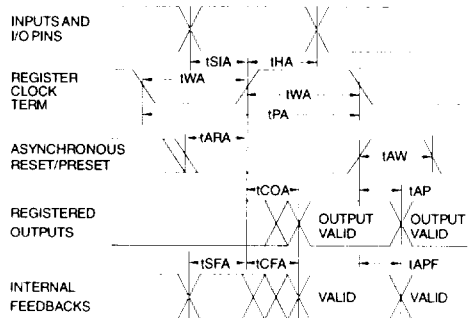 INPUTS AND
I/O PINS
tSIA
tHA
REGISTER
CLOCK
TERM
tWA
tWA
tPA
ASYNCHRONOUS
RESET/PRESET
tARA
tAW
tCOA
tAP
REGISTERED
OUTPUTS
OUTPUT
VALID
OUTPUT
VALID
tSFA
tCFA
tAPF
INTERNAL
FEEDBACKS
VALID
VALID